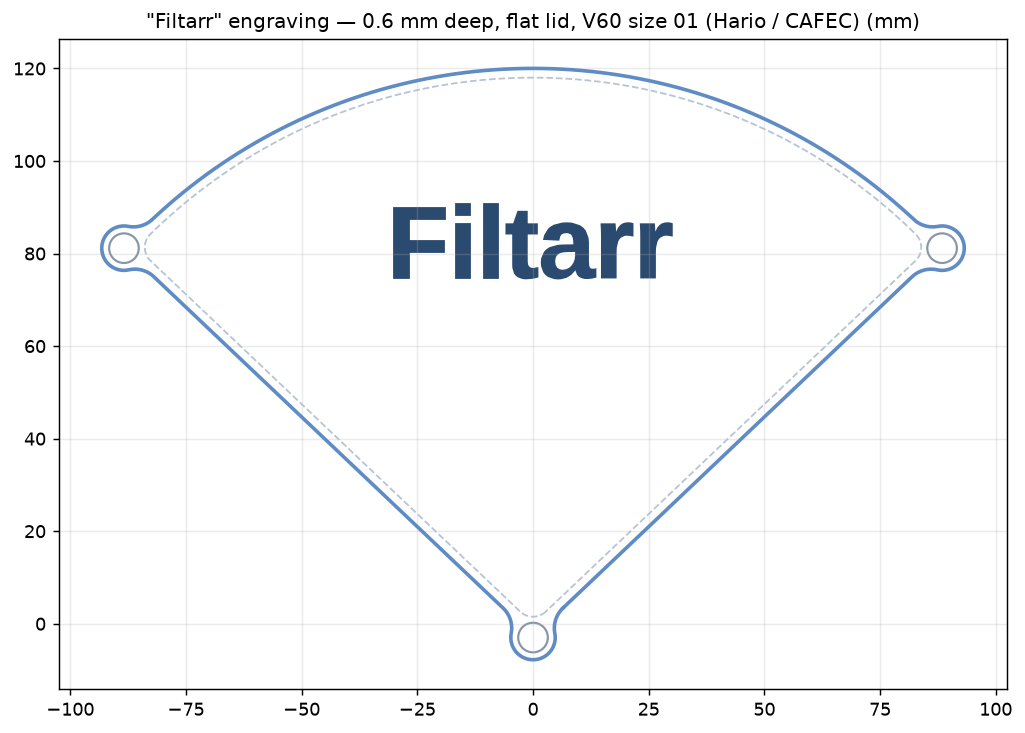 "Filtarr" engraving — 0.6 mm deep, flat lid, V60 size 01 (Hario / CAFEC) (mm)
120
100
80
60
40
20
0
Filtarr
−100 −75 −50 −25 0 25 50 75 100